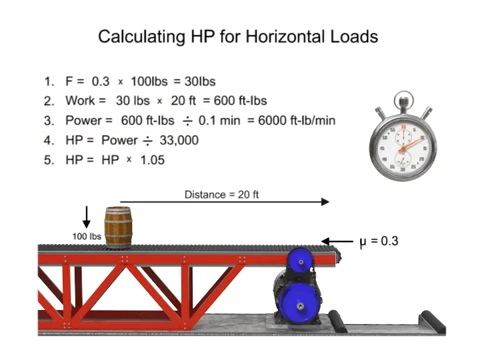 Calculating HP for Horizontal Loads
1. F = 0.3 x 100lbs = 30lbs
2. Work = 30 lbs x 20 ft = 600 ft-lbs
3. Power = 600 ft-lbs ÷ 0.1 min = 6000 ft-lb/min
4. HP = Power ÷ 33,000
5. HP = HP x 1.05
Distance = 20 ft
100 lbs
μ = 0.3